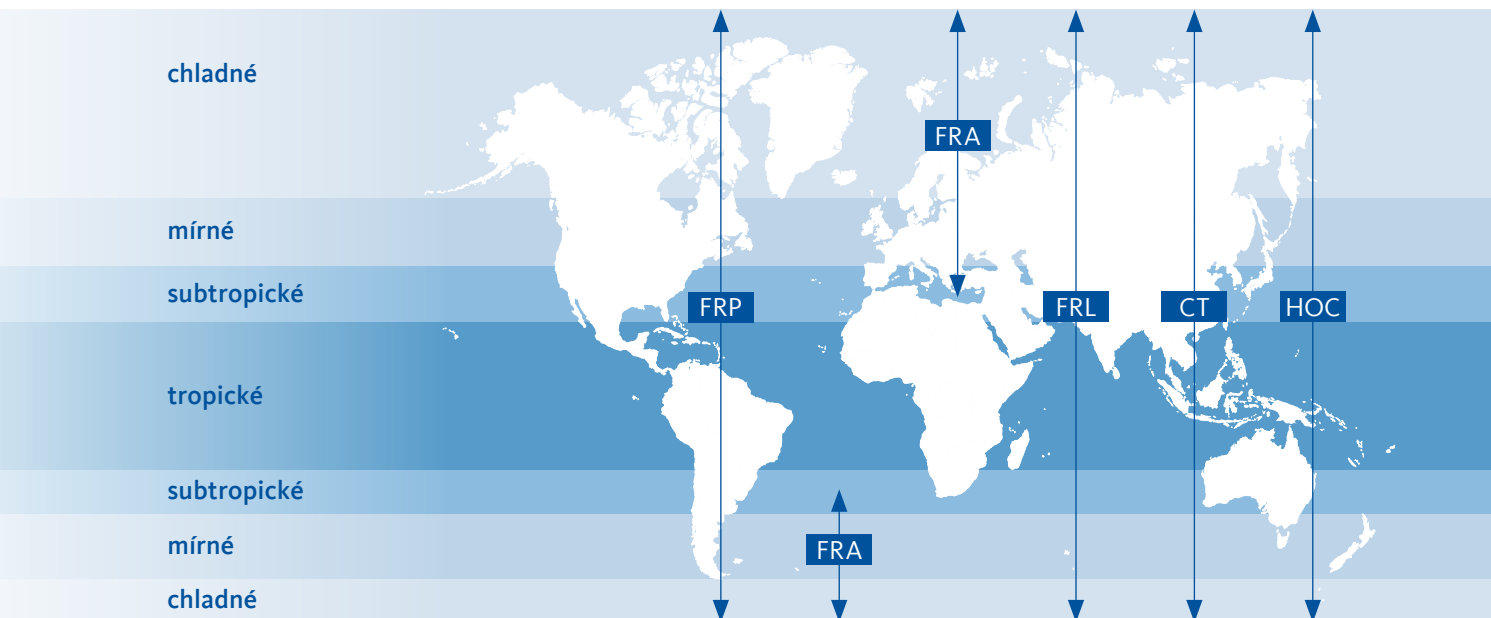 chladné
FRA
mírné
subtropické
FRP
FRL
CT
HOC
tropické
subtropické
mírné
FRA
chladné